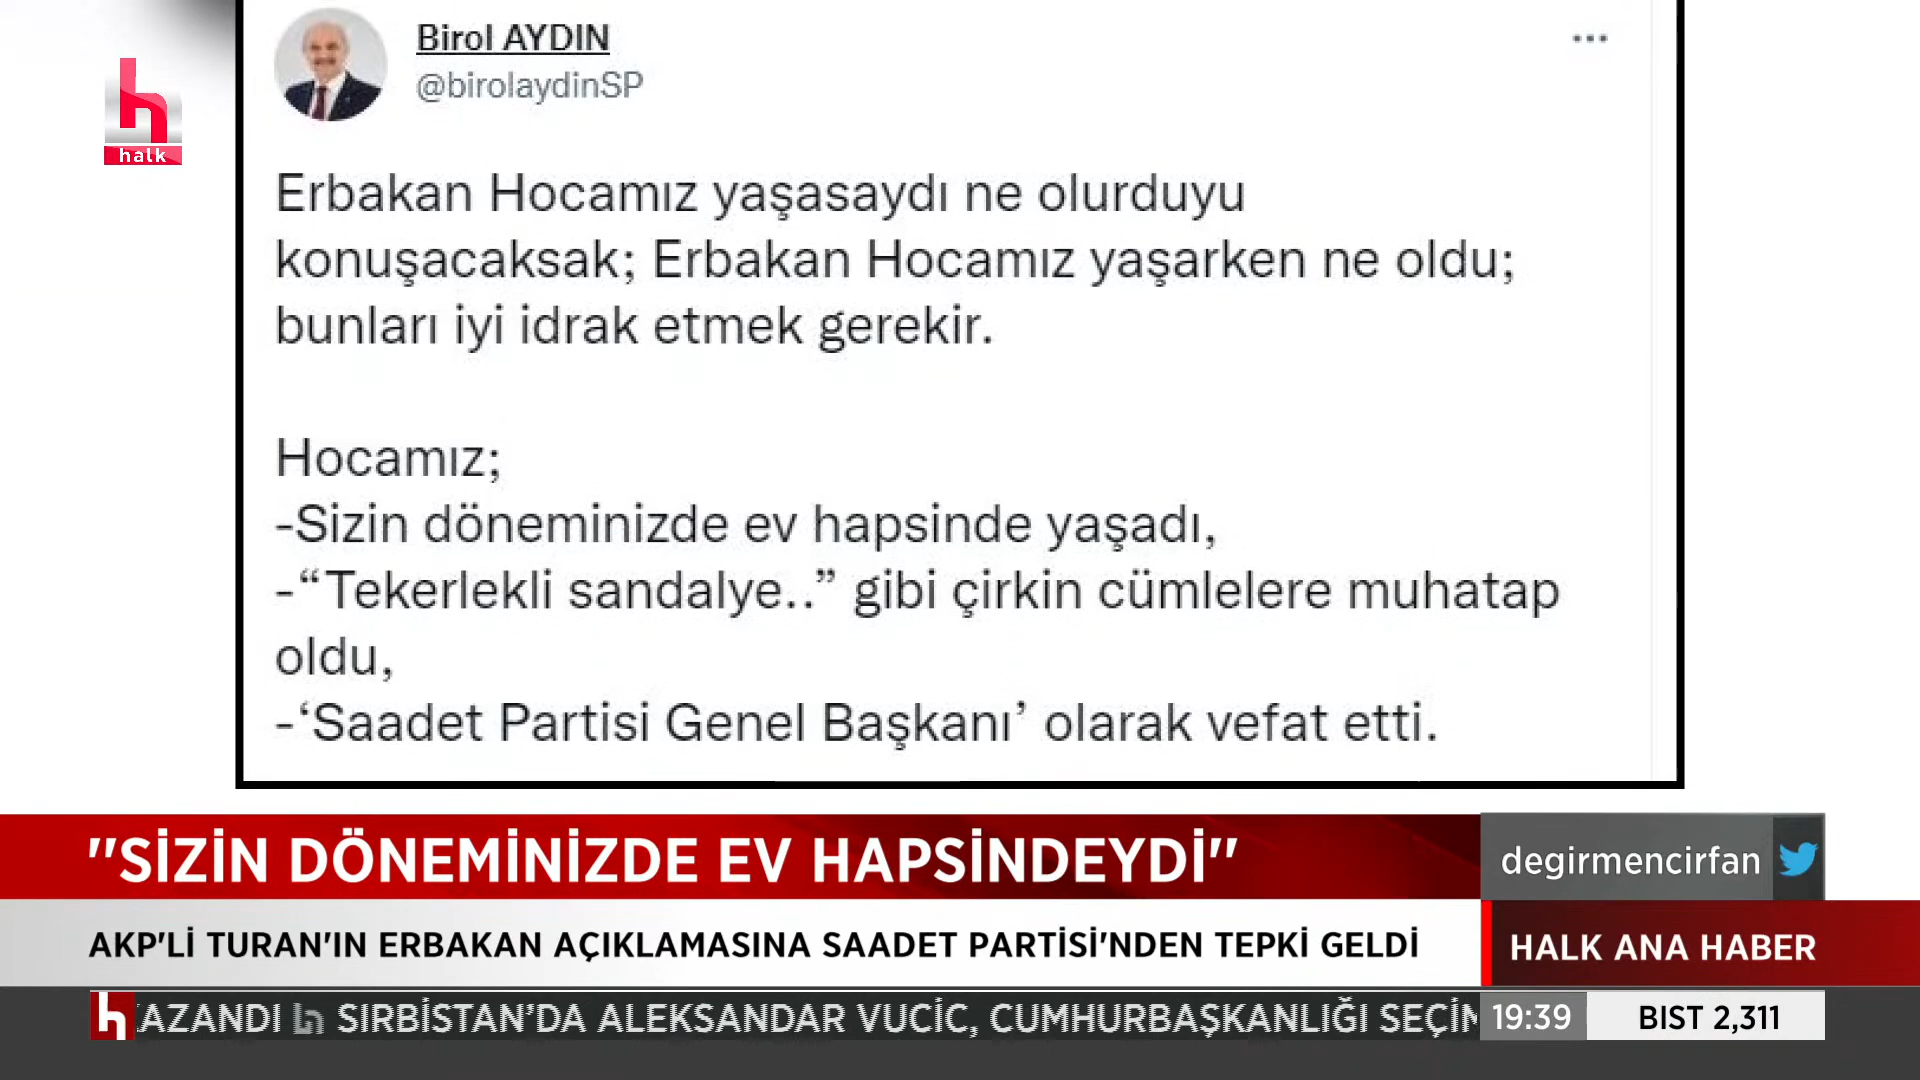 Birol AYDIN
@birolaydinSP
halk
Erbakan Hocamız yaşasaydı ne olurduyu
konuşacaksak; Erbakan Hocamız yaşarken ne oldu;
bunları iyi idrak etmek gerekir.
Hocamız;
-Sizin döneminizde ev hapsinde yaşadı,
-“Tekerlekli sandalye..” gibi çirkin cümlelere muhatap
oldu,
-‘Saadet Partisi Genel Başkanı’ olarak vefat etti.
"SİZİN DÖNEMİNİZDE EV HAPSİNDEYDİ"
degirmencirfan
AKP'Lİ TURAN'IN ERBAKAN AÇIKLAMASINA SAADET PARTİSİ'NDEN TEPKİ GELDİ
HALK ANA HABER
KAZANDI SIRBİSTAN’DA ALEKSANDAR VUCİC, CUMHURBAŞKANLIĞI SEÇİM
19:39
BIST 2,311